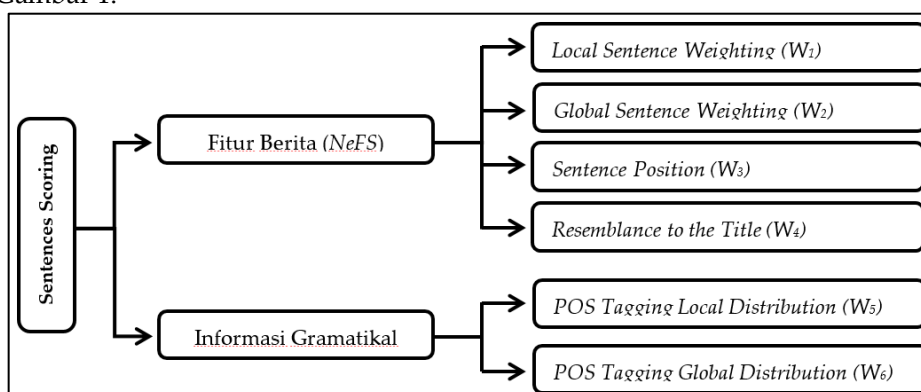 Gambar 1.
Sentences Scoring
Fitur Berita (NeFS)
Local Sentence Weighting (W1)
Global Sentence Weighting (W2)
Sentence Position (W3)
Resemblance to the Title (W4)
Informasi Gramatikal
POS Tagging Local Distribution (W5)
POS Tagging Global Distribution (W6)